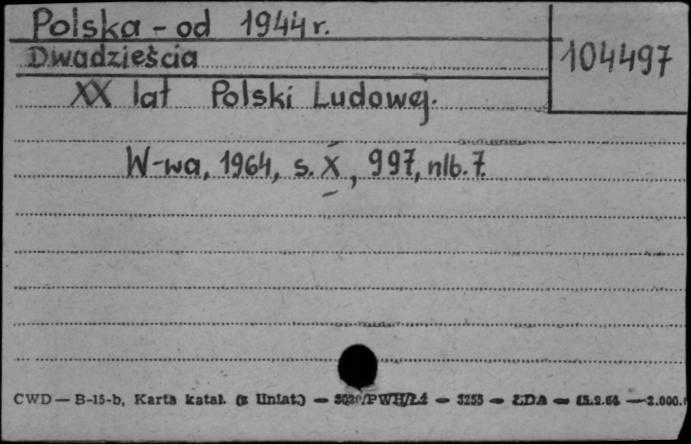 Polska - od 1944 r.
104497
Dwadzieścia
XX lat Polski Ludowej.
W-wa, 1964, s. X, 997, nlb. 7.
CWD — B-15-b, Karta katal. — 3255 — ŁDA — —2.000.